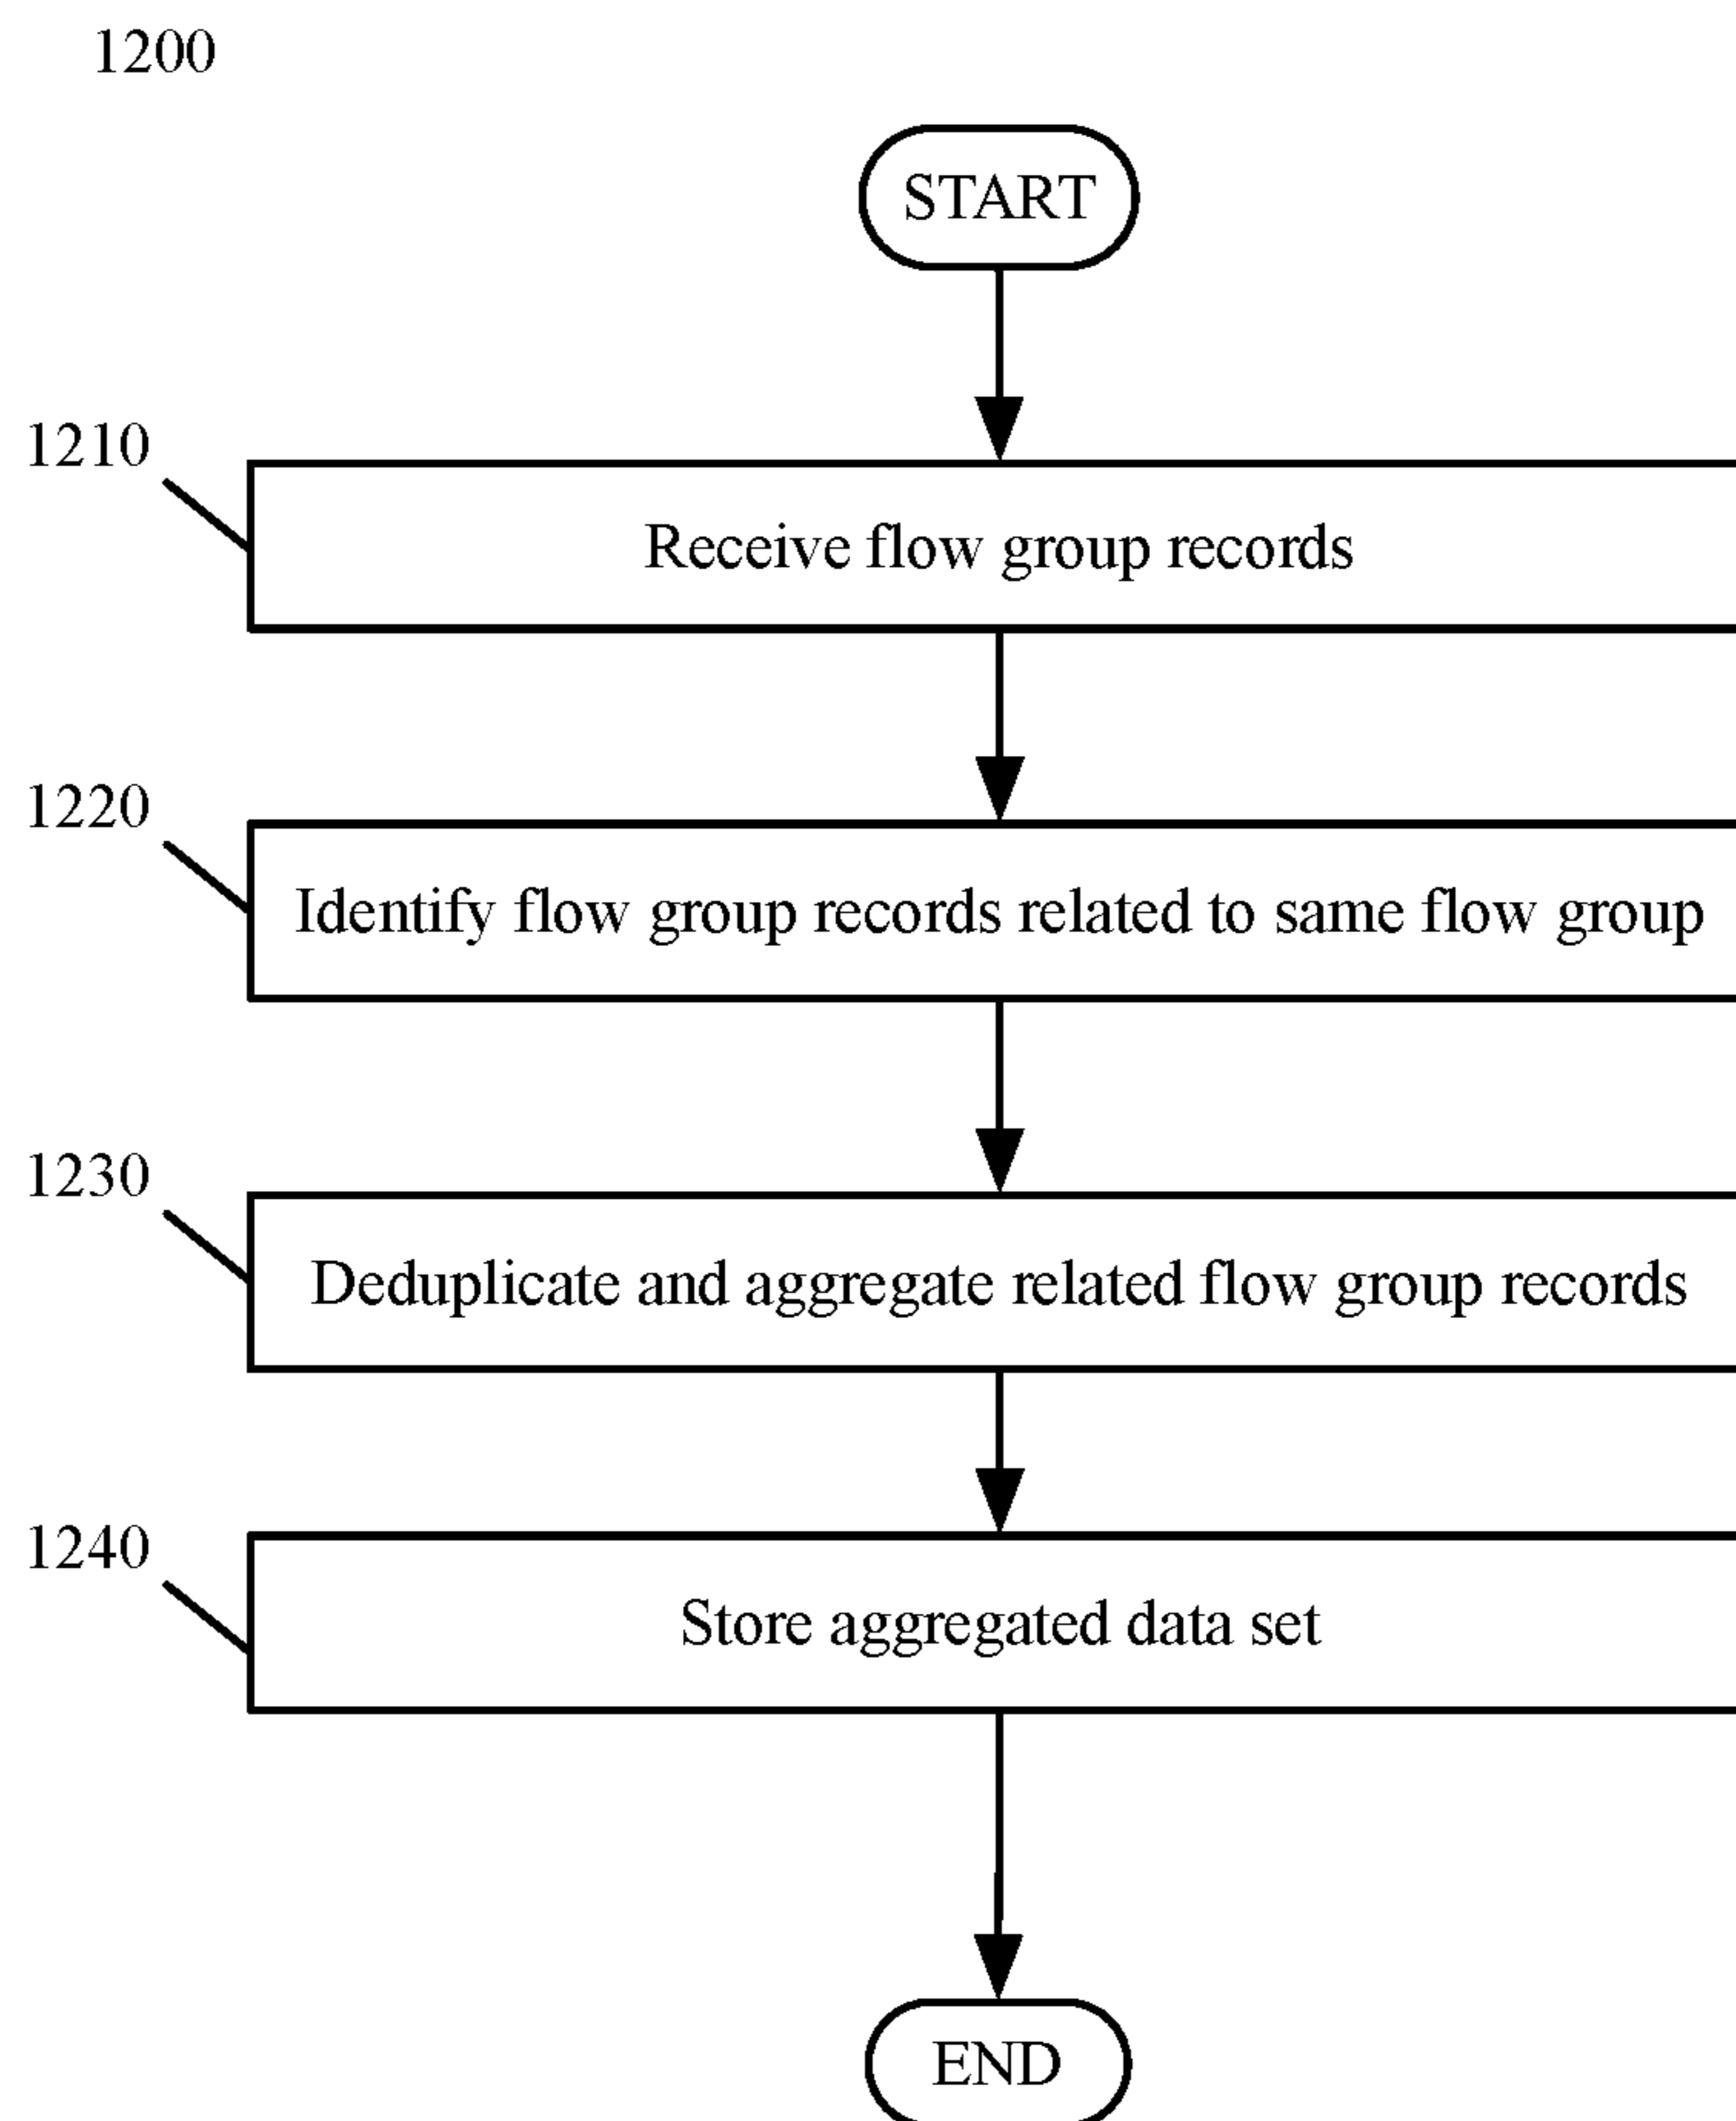 1200
START
1210
Receive flow group records
1220
Identify flow group records related to same flow group
1230
Deduplicate and aggregate related flow group records
1240
Store aggregated data set
END